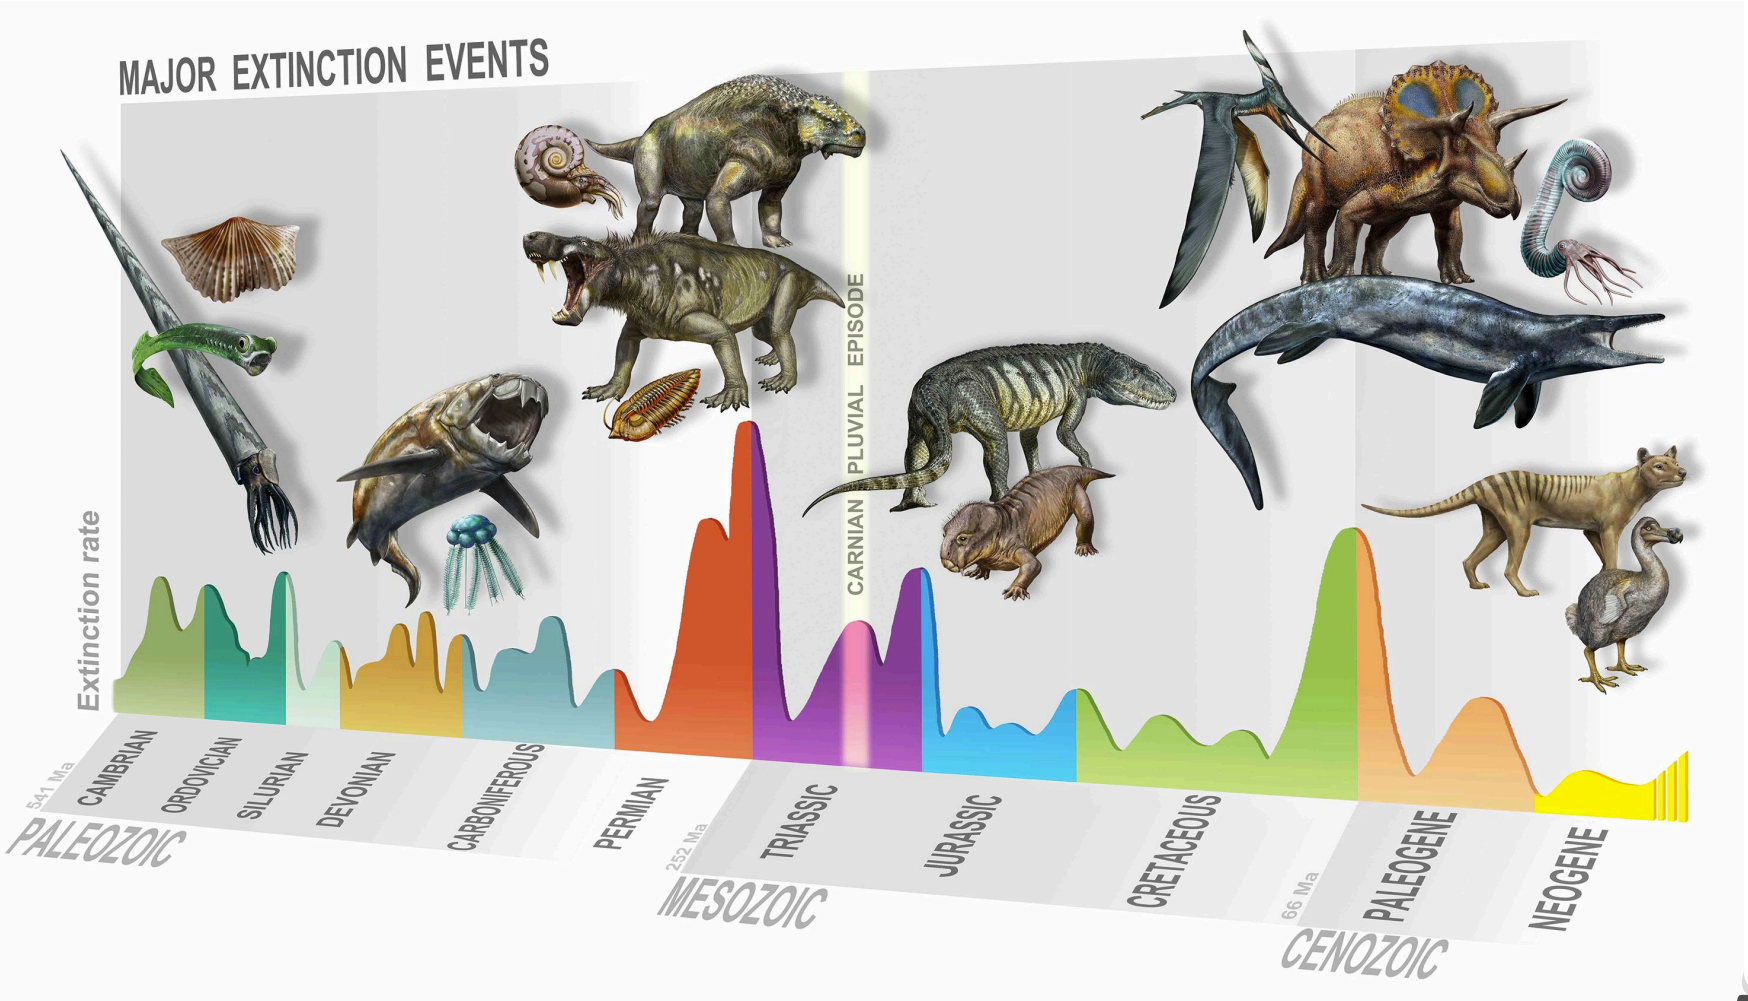 MAJOR EXTINCTION EVENTS
CARNIAN PLUVIAL EPISODE
Extinction rate
541 Ma
CAMBRIAN
ORDOVICIAN
SILURIAN
DEVONIAN
CARBONIFEROUS
PERMIAN
252 Ma
TRIASSIC
JURASSIC
CRETACEOUS
66 Ma
PALEOGENE
NEOGENE
PALEOZOIC
MESOZOIC
CENOZOIC